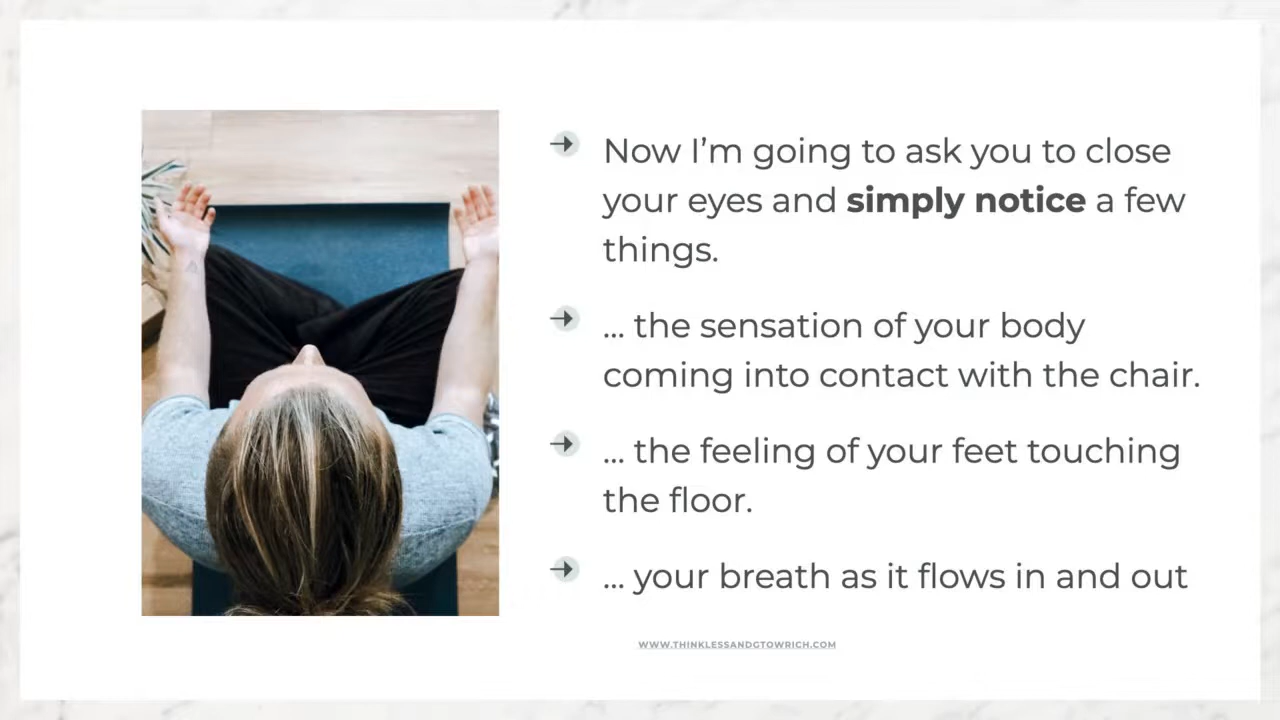 Now I’m going to ask you to close
your eyes and simply notice a few
things.
... the sensation of your body
coming into contact with the chair.
... the feeling of your feet touching
the floor.
... your breath as it flows in and out
WWW.THINKLESSANDGTOWRICH.COM